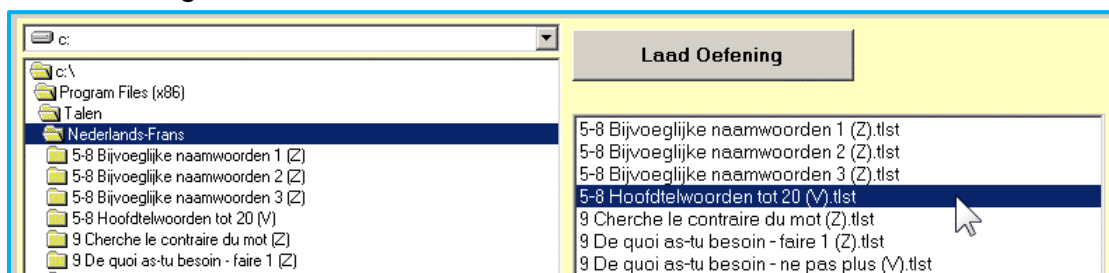 c:
c:\
Program Files (x86)
Talen
Nederlands-Frans
5-8 Bijvoeglijke naamwoorden 1 (Z)
5-8 Bijvoeglijke naamwoorden 2 (Z)
5-8 Bijvoeglijke naamwoorden 3 (Z)
5-8 Hoofdtelwoorden tot 20 (V)
9 Cherche le contraire du mot (Z)
9 De quoi as-tu besoin - faire 1 (Z)
Laad Oefening
5-8 Bijvoeglijke naamwoorden 1 (Z).tlst
5-8 Bijvoeglijke naamwoorden 2 (Z).tlst
5-8 Bijvoeglijke naamwoorden 3 (Z).tlst
5-8 Hoofdtelwoorden tot 20 (V).tlst
9 Cherche le contraire du mot (Z).tlst
9 De quoi as-tu besoin - faire 1 (Z).tlst
9 De quoi as-tu besoin - ne pas plus (V).tlst